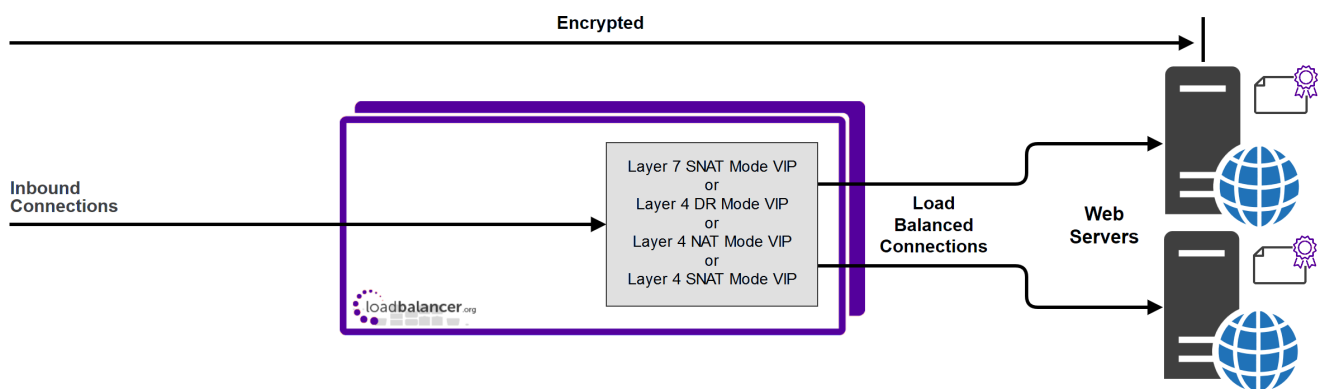 Encrypted
Inbound
Connections
Layer 7 SNAT Mode VIP
or
Layer 4 DR Mode VIP
or
Layer 4 NAT Mode VIP
or
Layer 4 SNAT Mode VIP
Load
Balanced
Connections
Web
Servers
loadbalancer.org